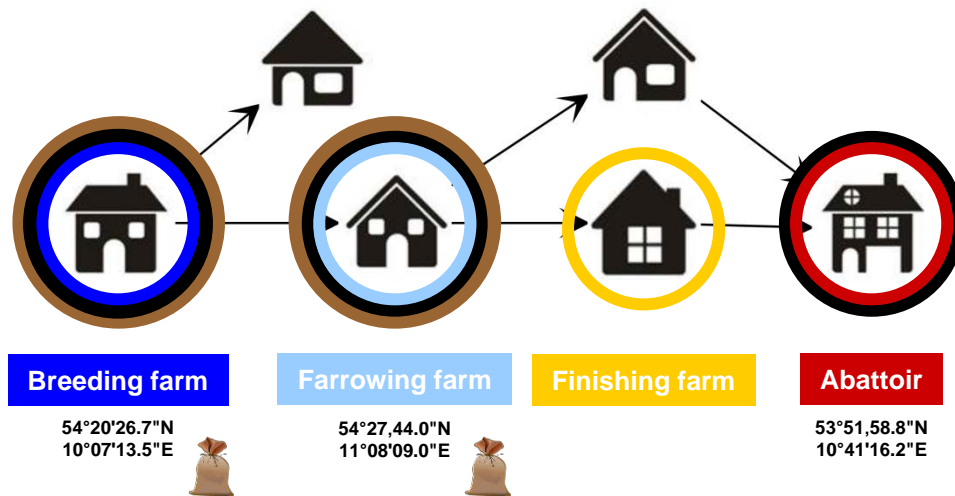 Breeding farm
Farrowing farm
Finishing farm
Abattoir
54°20'26.7"N
10°07'13.5"E
54°27,44.0"N
11°08'09.0"E
53°51,58.8"N
10°41'16.2"E